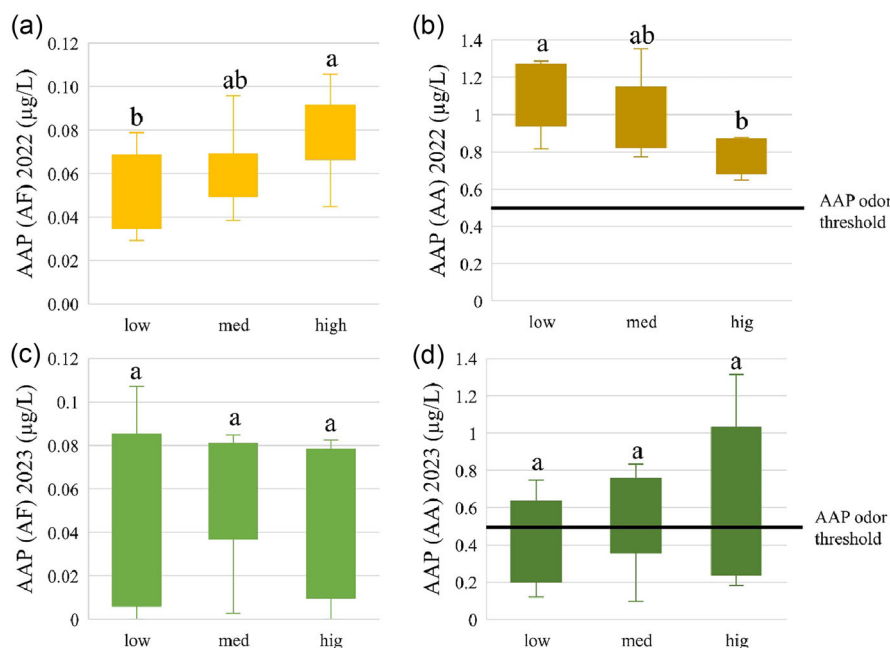 (a)
AAP (AF) 2022 (µg/L)
0.12
0.10
0.08
0.06
0.04
0.02
0.00
b
ab
a
low
med
high
(b)
AAP (AA) 2022 (µg/L)
1.4
1.2
1
0.8
0.6
0.4
0.2
0
a
ab
b
low
med
hig
AAP odor
threshold
(c)
AAP (AF) 2023 (µg/L)
0.12
0.1
0.08
0.06
0.04
0.02
0
a
a
a
low
med
hig
(d)
AAP (AA) 2023 (µg/L)
1.4
1.2
1
0.8
0.6
0.4
0.2
0
a
a
a
low
med
hig
AAP odor
threshold